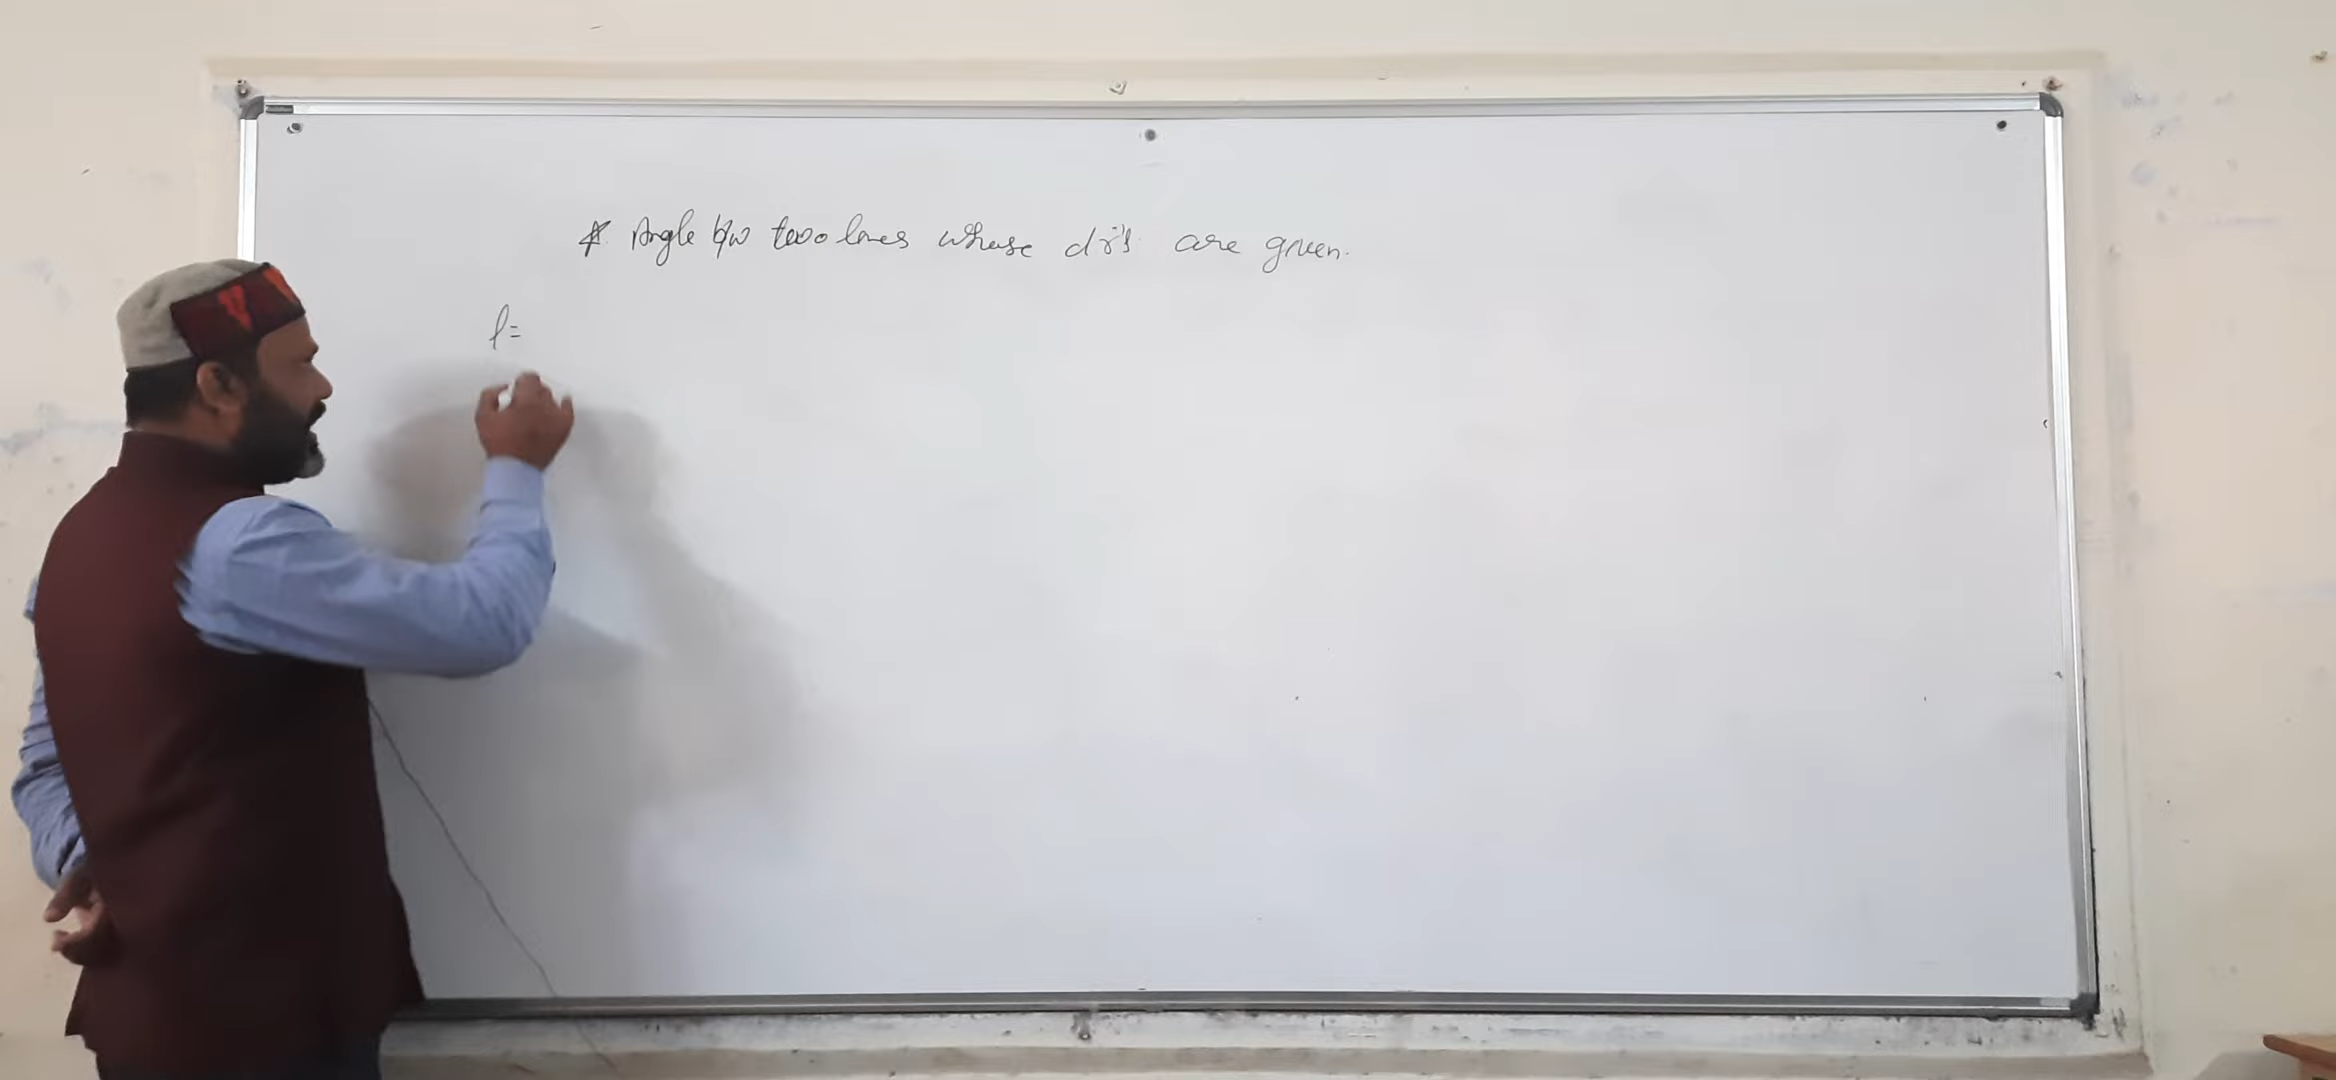 * Angle b/w two lines whose dr's are given.
l =